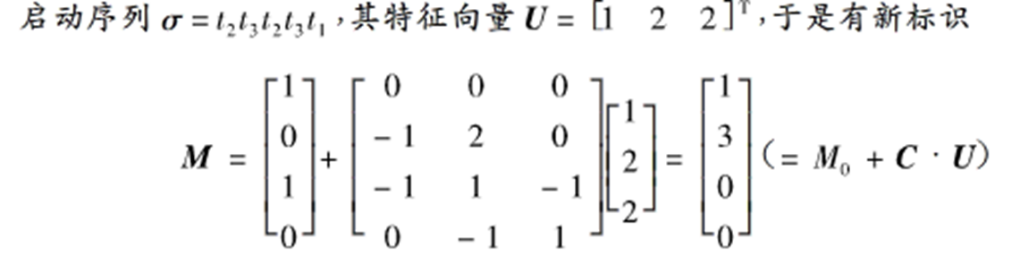 启动序列 σ = t₂t₃t₂t₃t₁,其特征向量 U = [1 2 2]ᵀ,于是有新标识
M = [1 0 1 0] + [0 0 0; -1 2 0; -1 1 -1; 0 -1 1] [1 2 2] = [1 3 0 0] (= M₀ + C · U)